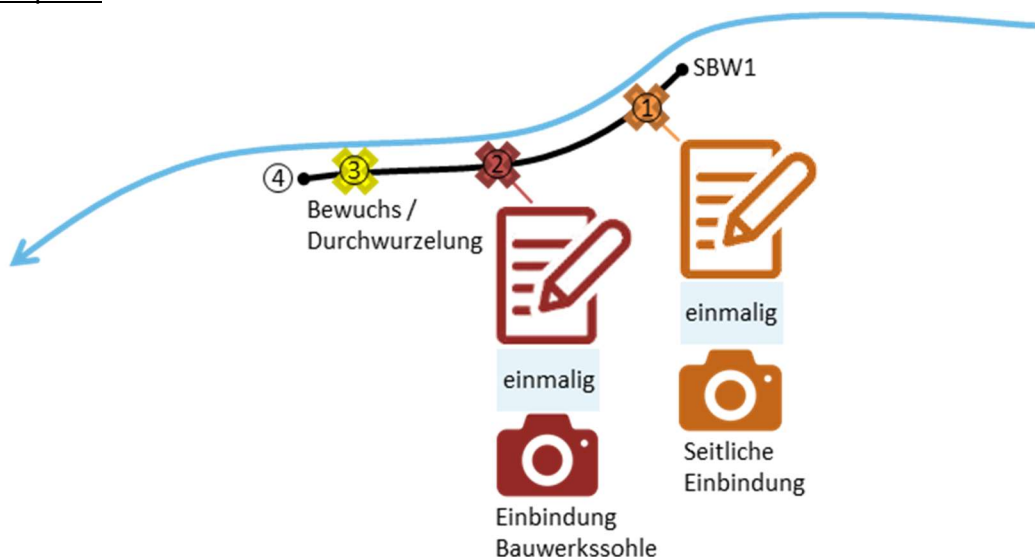 SBW1
1
2
3
4
Bewuchs /
Durchwurzelung
einmalig
einmalig
Seitliche
Einbindung
Einbindung
Bauwerkssohle